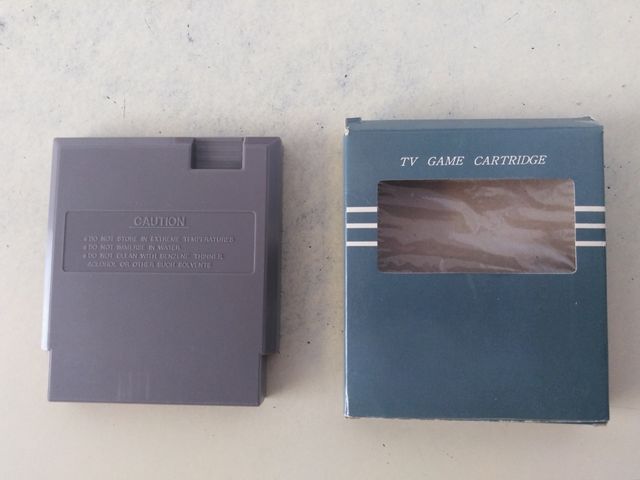 CAUTION
DO NOT STORE IN EXTREME TEMPERATURES
DO NOT IMMERSE IN WATER
DO NOT CLEAN WITH BENZENE, THINNER,
ALCOHOL OR OTHER SUCH SOLVENTS
TV GAME CARTRIDGE